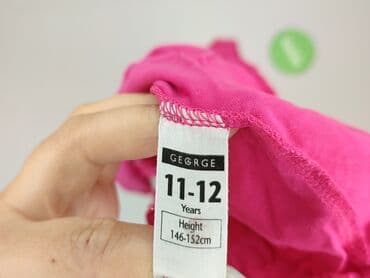 GEORGE
11-12
Years
Height
146-152cm